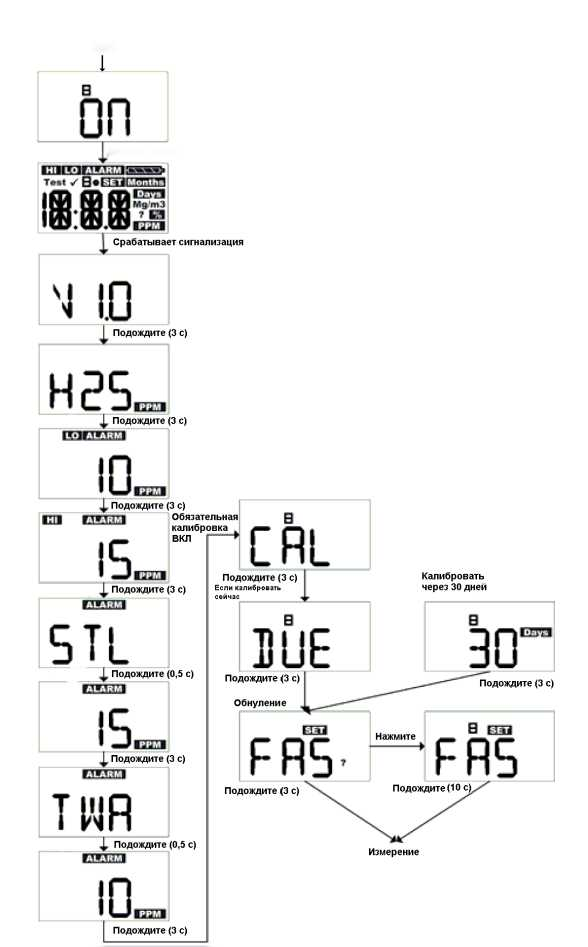 ON
HI LO ALARM
Test ✓ SET Months
18:8.8
Days
Mg/m3
? %
PPM
Срабатывает сигнализация
V 1.0
Подождите (3 с)
H2S
PPM
Подождите (3 с)
LO ALARM
10
PPM
Подождите (3 с)
HI ALARM
15
PPM
Подождите (3 с)
ALARM
STL
Подождите (0,5 с)
ALARM
15
PPM
Подождите (3 с)
ALARM
TWA
Подождите (0,5 с)
ALARM
10
PPM
Подождите (3 с)
Обязательная
калибровка
ВКЛ
CAL
Подождите (3 с)
Если калибровать
сейчас
DUE
Подождите (3 с)
Калибровать
через 30 дней
30
Days
Подождите (3 с)
Обнуление
SET
FAS ?
Подождите (3 с)
Нажмите
SET
FAS
Подождите (10 с)
Измерение